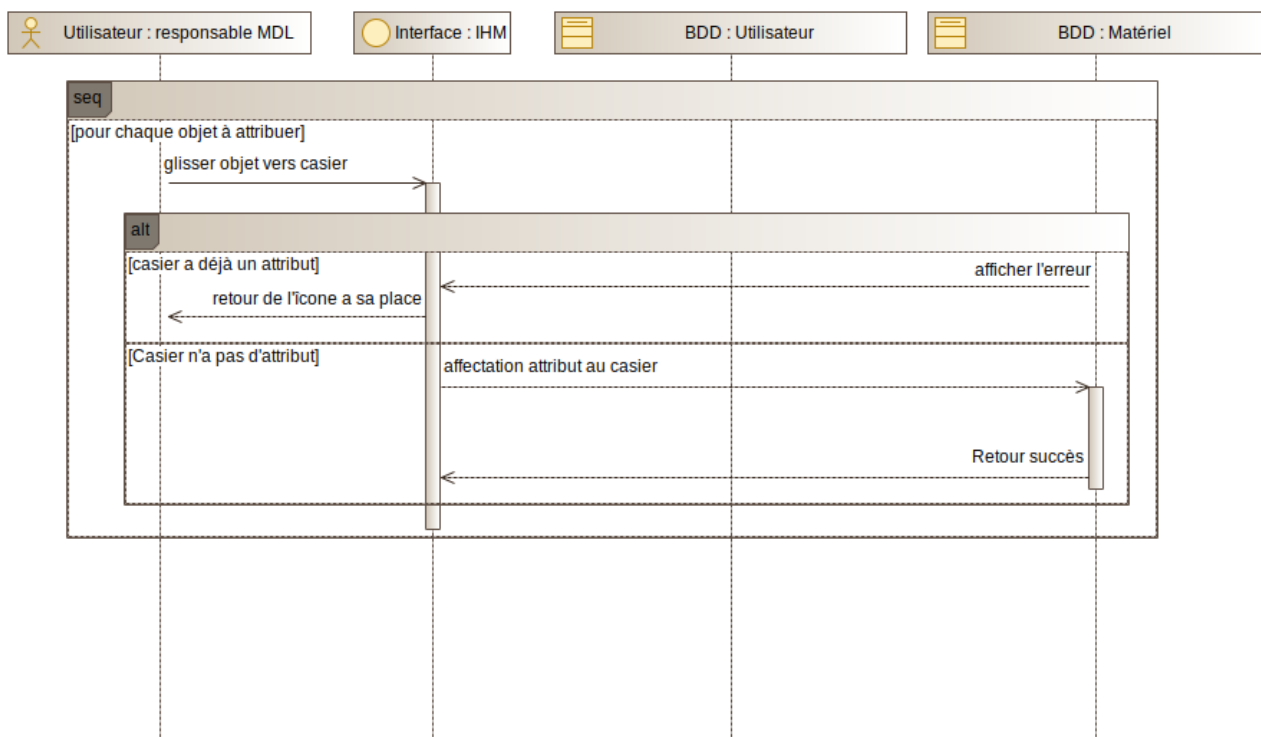 Utilisateur : responsable MDL
Interface : IHM
BDD : Utilisateur
BDD : Matériel
seq
[pour chaque objet à attribuer]
glisser objet vers casier
alt
[casier a déjà un attribut]
afficher l'erreur
retour de l'îcone a sa place
[Casier n'a pas d'attribut]
affectation attribut au casier
Retour succès